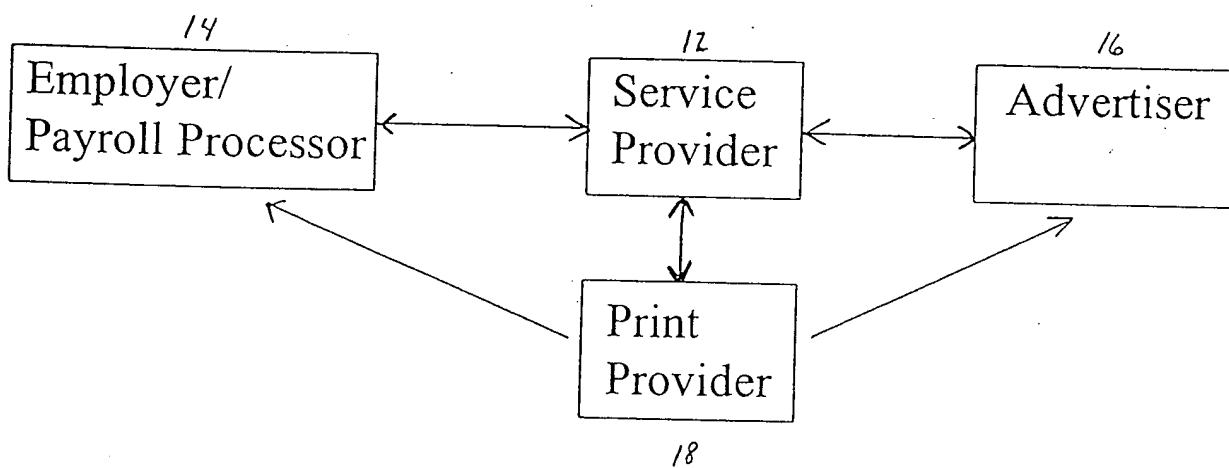 14
Employer/
Payroll Processor
12
Service
Provider
16
Advertiser
Print
Provider
18